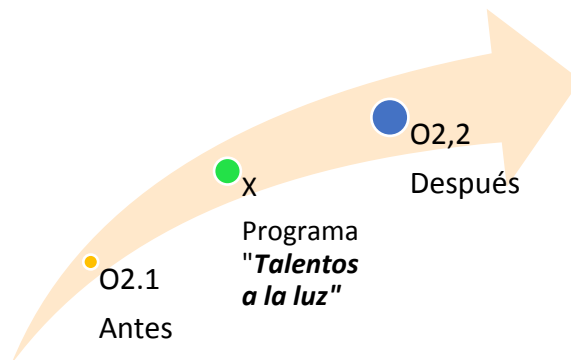 O2.1
Antes
X
Programa
"Talentos
a la luz"
O2,2
Después